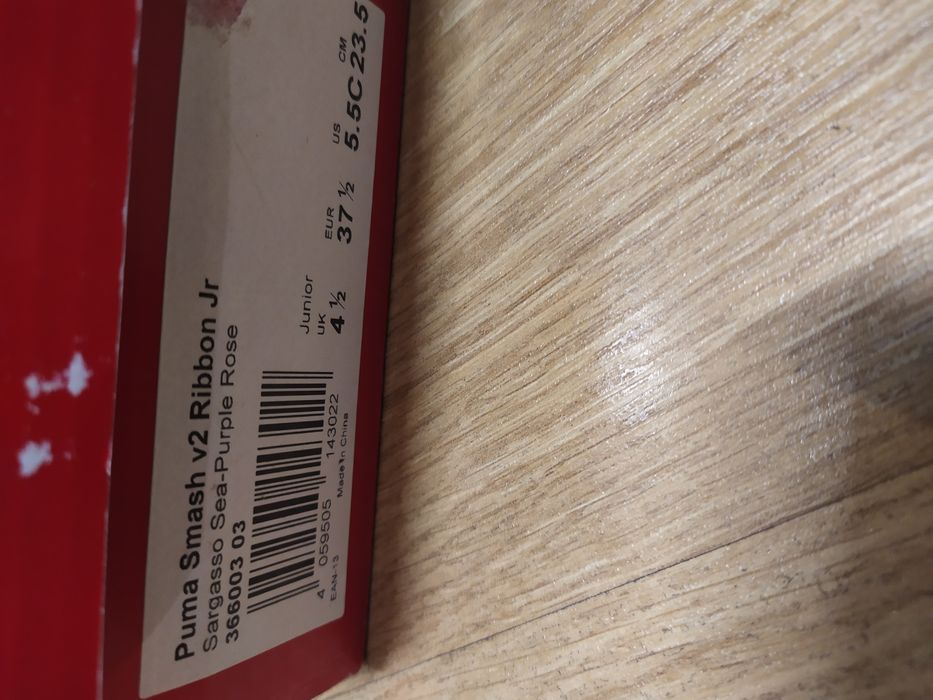 Puma Smash v2 Ribbon Jr
Sargasso Sea-Purple Rose
366003 03
4 059505 143022
EAN-13 Made in China
Junior
UK EUR US CM
4 ½ 37 ½ 5.5C 23.5